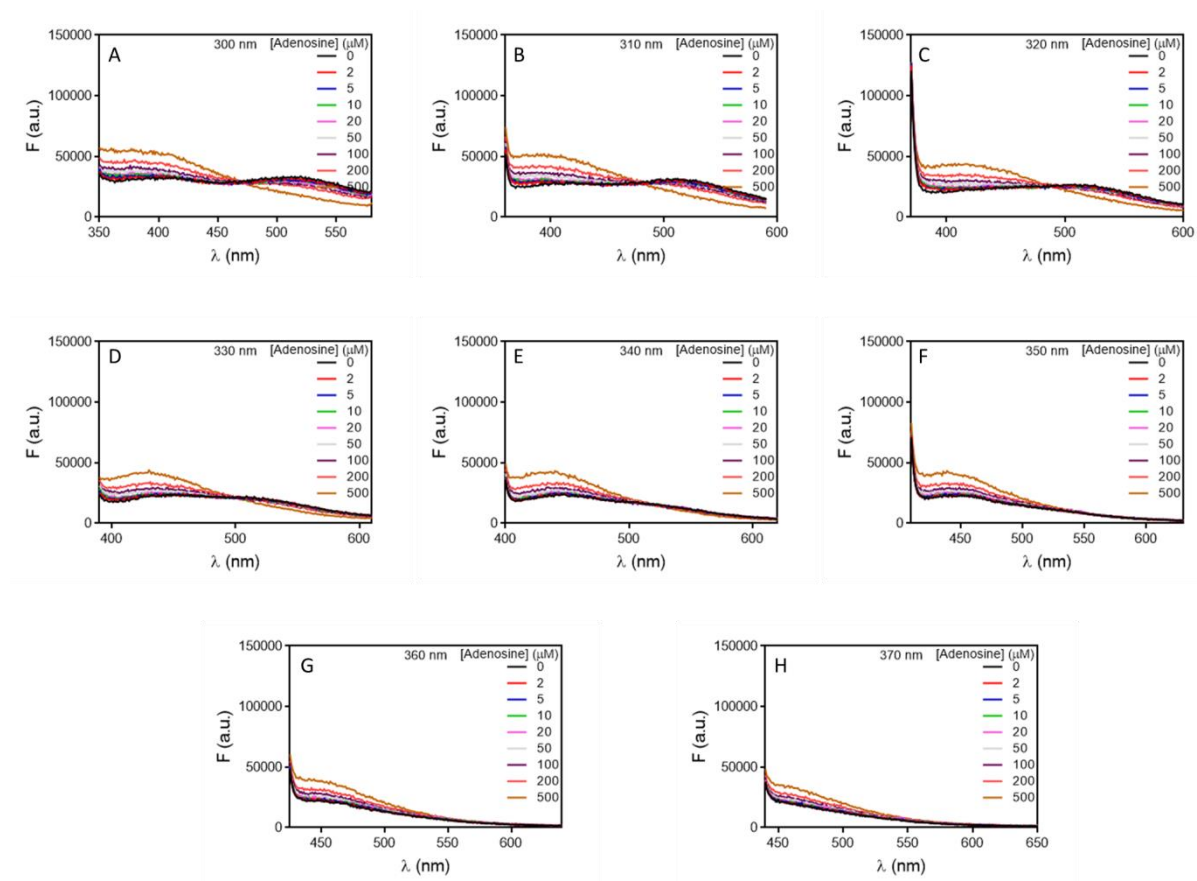 A
300 nm [Adenosine] (μM)
0
2
5
10
20
50
100
200
500
150000
100000
50000
0
F (a.u.)
350 400 450 500 550
λ (nm)
B
310 nm [Adenosine] (μM)
0
2
5
10
20
50
100
200
500
150000
100000
50000
0
F (a.u.)
400 500 600
λ (nm)
C
320 nm [Adenosine] (μM)
0
2
5
10
20
50
100
200
500
150000
100000
50000
0
F (a.u.)
400 500 600
λ (nm)
D
330 nm [Adenosine] (μM)
0
2
5
10
20
50
100
200
500
150000
100000
50000
0
F (a.u.)
400 500 600
λ (nm)
E
340 nm [Adenosine] (μM)
0
2
5
10
20
50
100
200
500
150000
100000
50000
0
F (a.u.)
400 500 600
λ (nm)
F
350 nm [Adenosine] (μM)
0
2
5
10
20
50
100
200
500
150000
100000
50000
0
F (a.u.)
450 500 550 600
λ (nm)
G
360 nm [Adenosine] (μM)
0
2
5
10
20
50
100
200
500
150000
100000
50000
0
F (a.u.)
450 500 550 600
λ (nm)
H
370 nm [Adenosine] (μM)
0
2
5
10
20
50
100
200
500
150000
100000
50000
0
F (a.u.)
450 500 550 600 650
λ (nm)